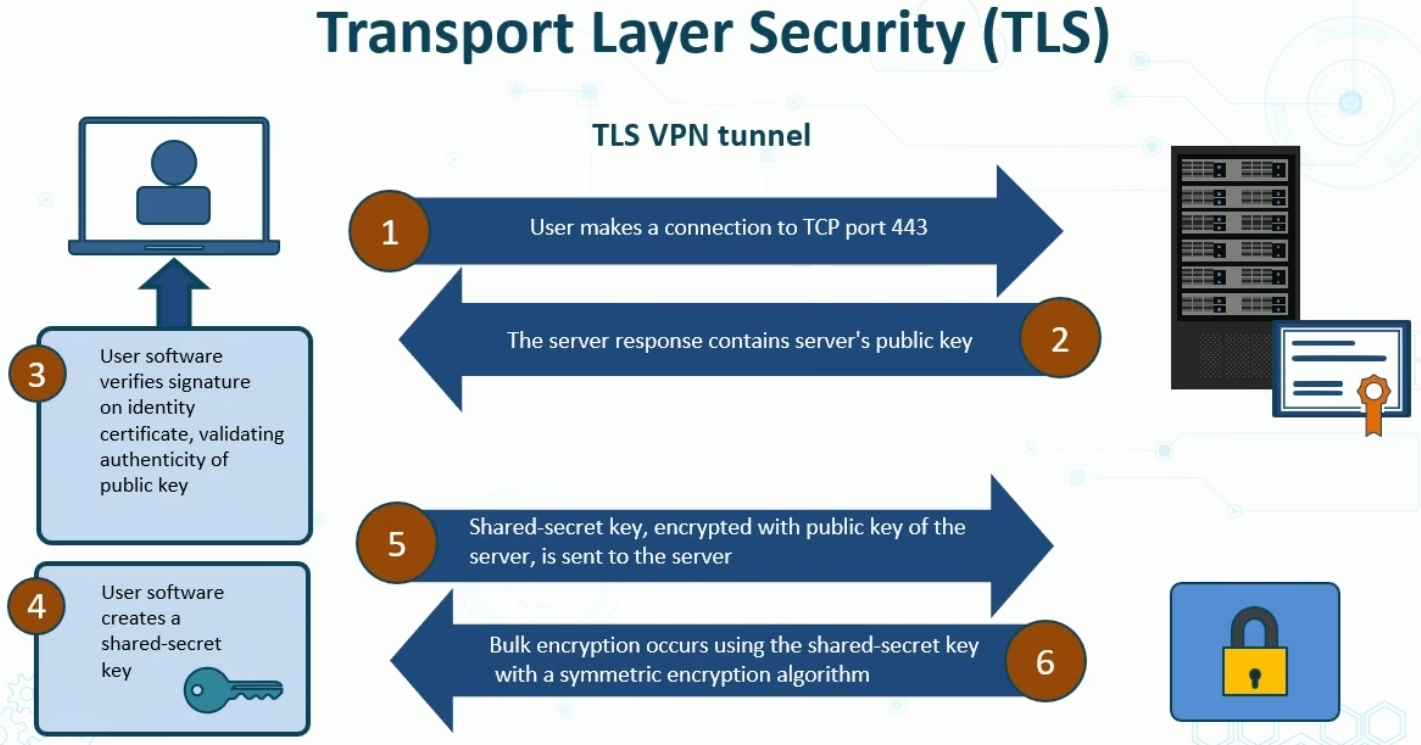 Transport Layer Security (TLS)
TLS VPN tunnel
1
User makes a connection to TCP port 443
2
The server response contains server's public key
3
User software
verifies signature
on identity
certificate, validating
authenticity of
public key
4
User software
creates a
shared-secret
key
5
Shared-secret key, encrypted with public key of the
server, is sent to the server
6
Bulk encryption occurs using the shared-secret key
with a symmetric encryption algorithm